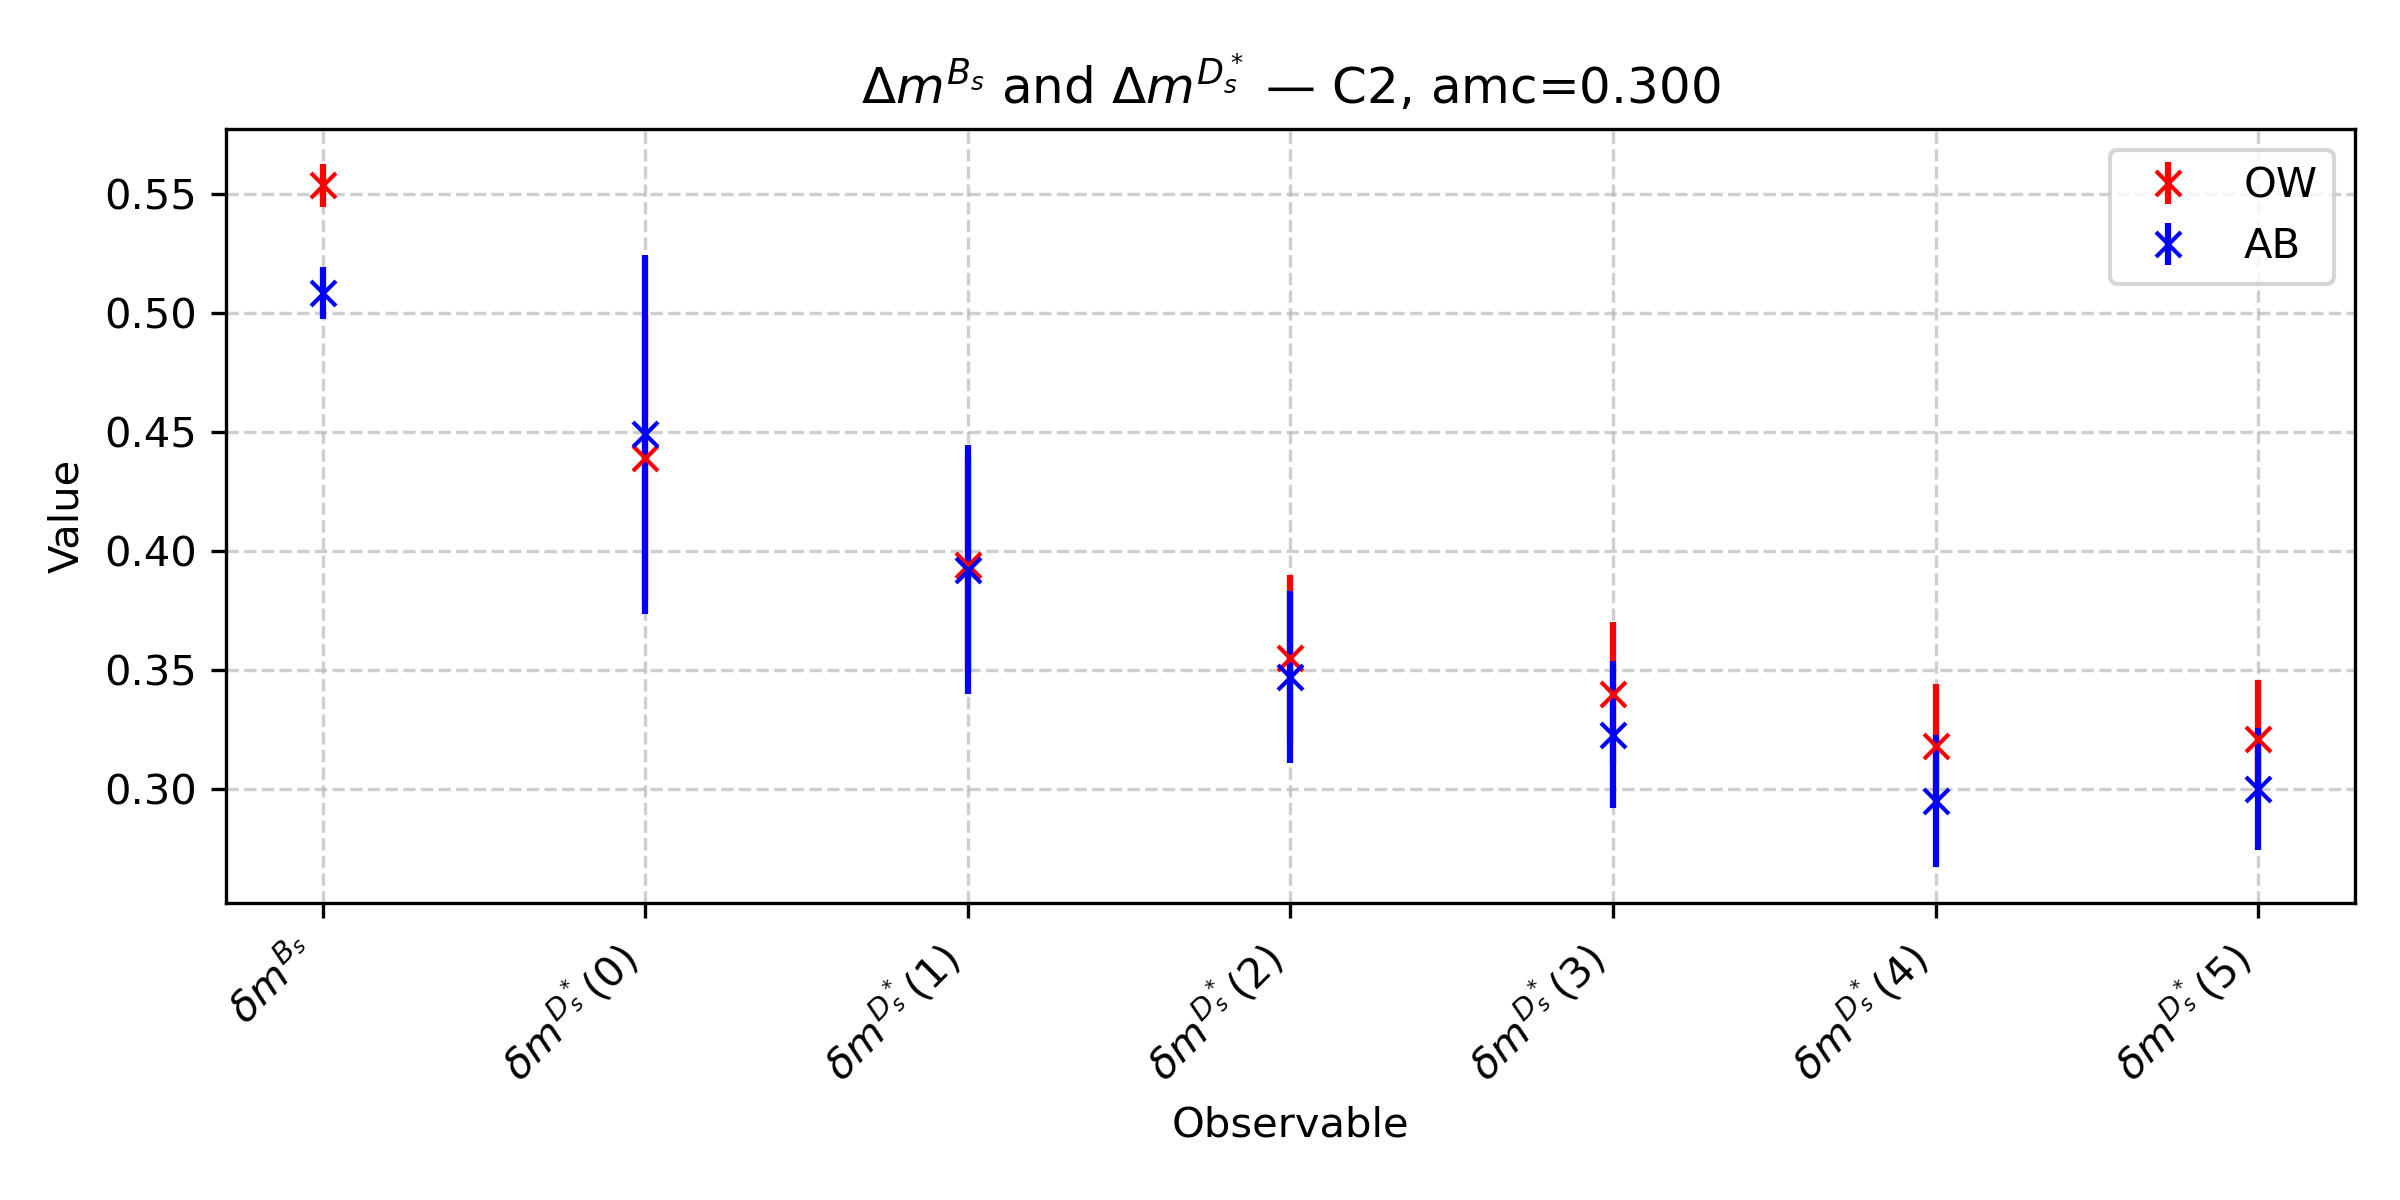 Δm^{B_s} and Δm^{D_s^*} — C2, amc=0.300
OW
AB
Value
0.55
0.50
0.45
0.40
0.35
0.30
δm^{B_s}
δm^{D_s^*}(0)
δm^{D_s^*}(1)
δm^{D_s^*}(2)
δm^{D_s^*}(3)
δm^{D_s^*}(4)
δm^{D_s^*}(5)
Observable